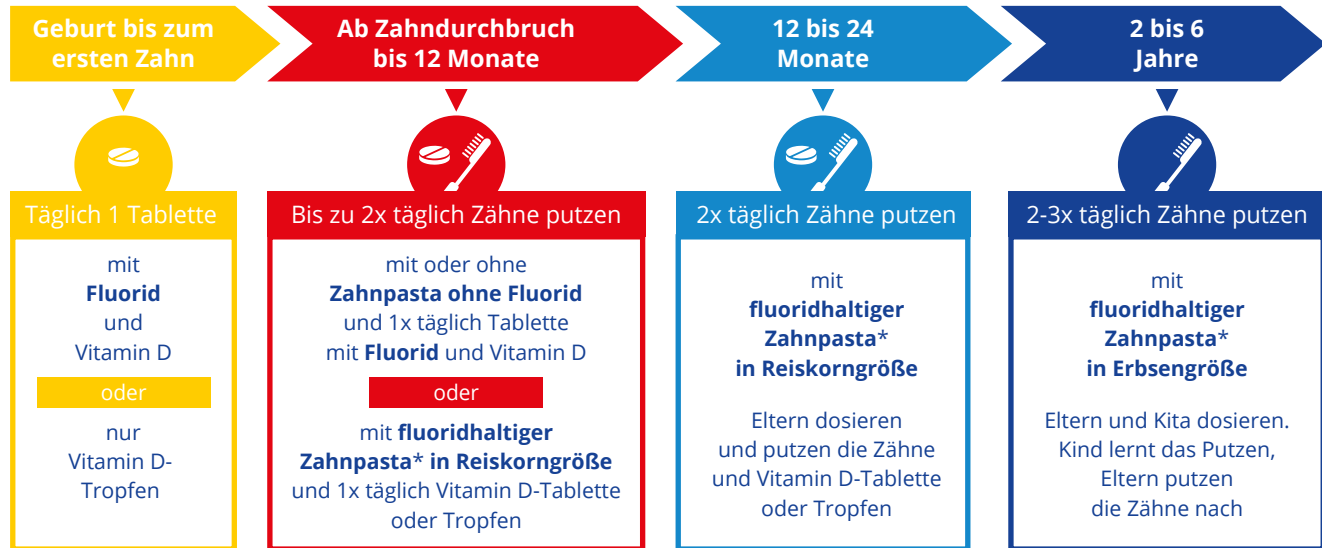 Geburt bis zum
ersten Zahn
Täglich 1 Tablette
mit
Fluorid
und
Vitamin D
oder
nur
Vitamin D-
Tropfen
Ab Zahndurchbruch
bis 12 Monate
Bis zu 2x täglich Zähne putzen
mit oder ohne
Zahnpasta ohne Fluorid
und 1x täglich Tablette
mit Fluorid und Vitamin D
oder
mit fluoridhaltiger
Zahnpasta* in Reiskorngröße
und 1x täglich Vitamin D-Tablette
oder Tropfen
12 bis 24
Monate
2x täglich Zähne putzen
mit
fluoridhaltiger
Zahnpasta*
in Reiskorngröße
Eltern dosieren
und putzen die Zähne
und Vitamin D-Tablette
oder Tropfen
2 bis 6
Jahre
2-3x täglich Zähne putzen
mit
fluoridhaltiger
Zahnpasta*
in Erbsengröße
Eltern und Kita dosieren.
Kind lernt das Putzen,
Eltern putzen
die Zähne nach